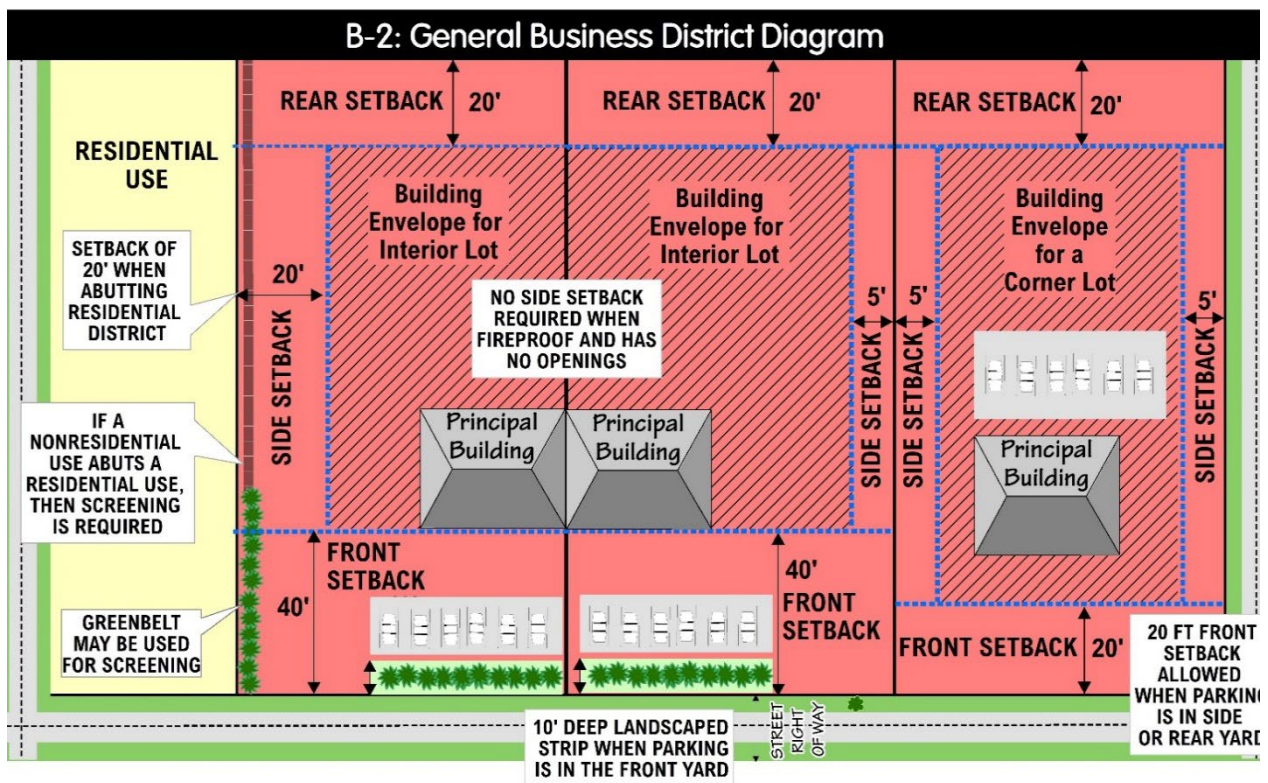 B-2: General Business District Diagram
REAR SETBACK
20'
REAR SETBACK
20'
REAR SETBACK
20'
RESIDENTIAL
USE
Building
Envelope for
Interior Lot
Building
Envelope for
Interior Lot
Building
Envelope
for a
Corner Lot
SETBACK OF
20' WHEN
ABUTTING
RESIDENTIAL
DISTRICT
20'
SIDE SETBACK
NO SIDE SETBACK
REQUIRED WHEN
FIREPROOF AND HAS
NO OPENINGS
5'
SIDE SETBACK
5'
SIDE SETBACK
5'
SIDE SETBACK
IF A
NONRESIDENTIAL
USE ABUTS A
RESIDENTIAL USE,
THEN SCREENING
IS REQUIRED
Principal
Building
Principal
Building
Principal
Building
GREENBELT
MAY BE USED
FOR SCREENING
FRONT
SETBACK
40'
40'
FRONT
SETBACK
FRONT SETBACK
20'
20 FT FRONT
SETBACK
ALLOWED
WHEN PARKING
IS IN SIDE
OR REAR YARD
10' DEEP LANDSCAPED
STRIP WHEN PARKING
IS IN THE FRONT YARD
STREET
RIGHT
OF WAY